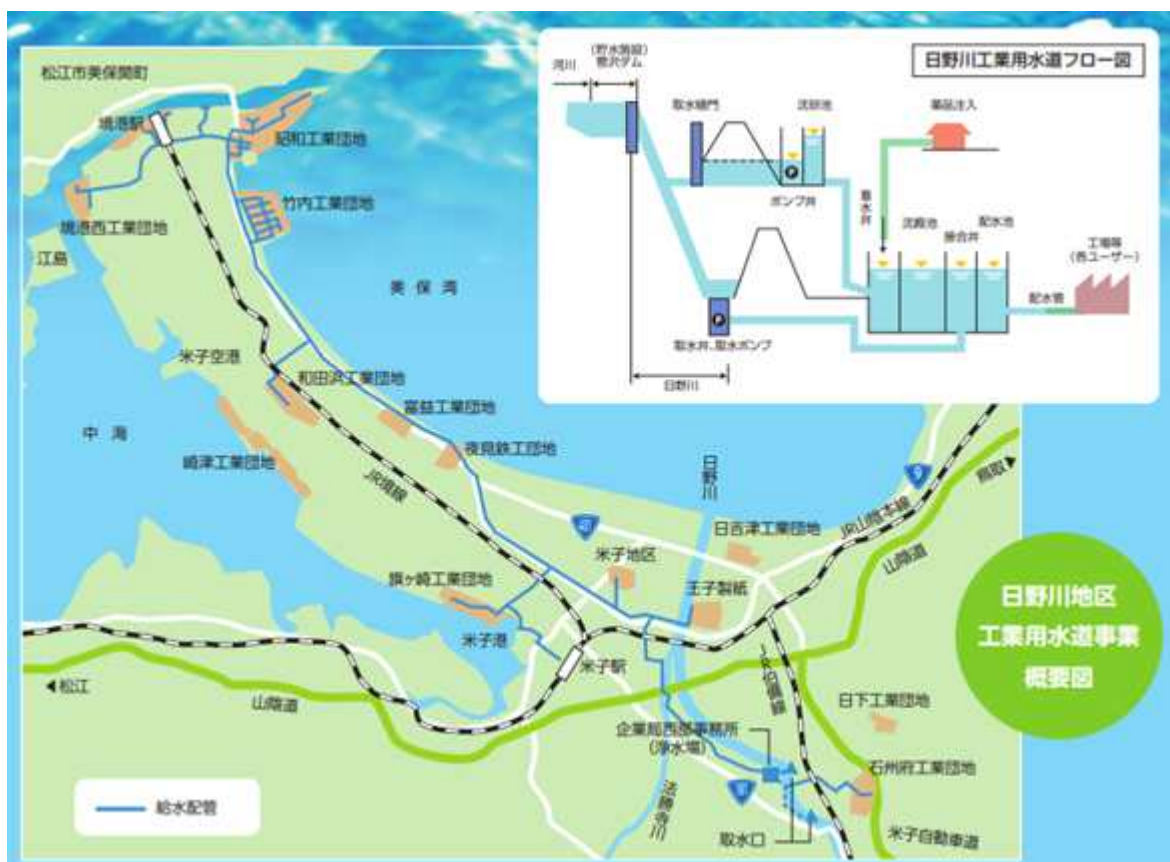 松江市美保関町
境港駅
昭和工業団地
竹内工業団地
境港西工業団地
江島
美保湾
米子空港
和田浜工業団地
富益工業団地
中海
崎津工業団地
夜見鉄工団地
JR境線
日野川
9
鳥取
日吉津工業団地
JR山陰本線
山陰道
431
米子地区
旗ヶ崎工業団地
王子製紙
米子港
米子駅
松江
山陰道
JR伯備線
日下工業団地
企業局西部事務所
(浄水場)
石州府工業団地
法勝寺川
取水口
米子自動車道
給水配管
日野川地区
工業用水道事業
概要図
日野川工業用水道フロー図
(貯水施設)
河川
菅沢ダム
取水樋門
沈砂池
薬品注入
P
ポンプ井
着水井
沈殿池
接合井
配水池
工場等
(各ユーザー)
配水管
P
取水井、取水ポンプ
日野川